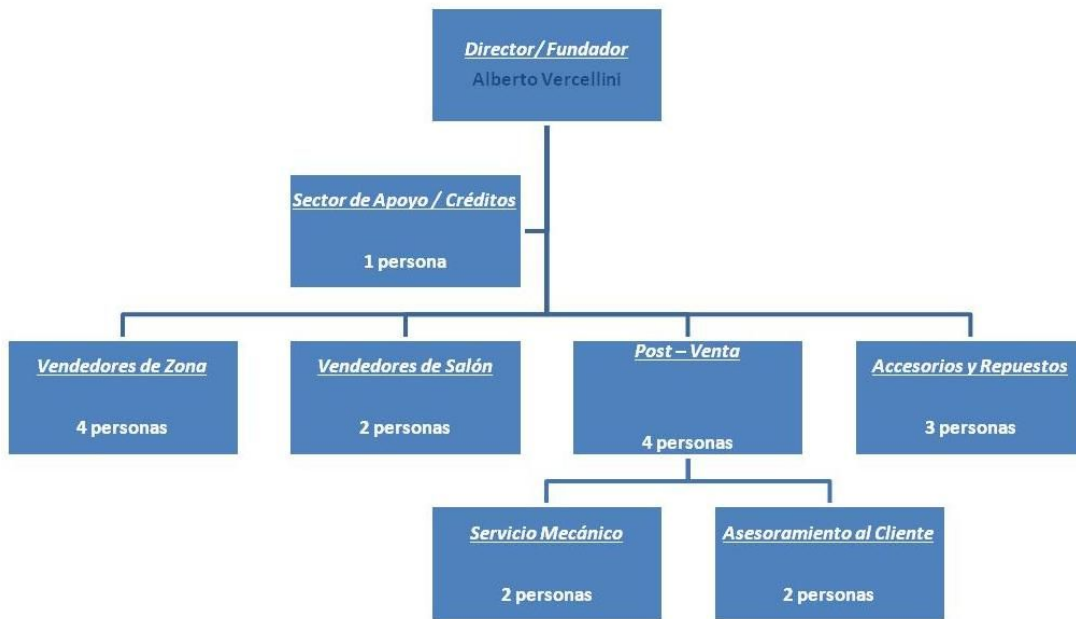 Director/ Fundador
Alberto Vercellini
Sector de Apoyo / Créditos
1 persona
Vendedores de Zona
4 personas
Vendedores de Salón
2 personas
Post – Venta
4 personas
Accesorios y Repuestos
3 personas
Servicio Mecánico
2 personas
Asesoramiento al Cliente
2 personas